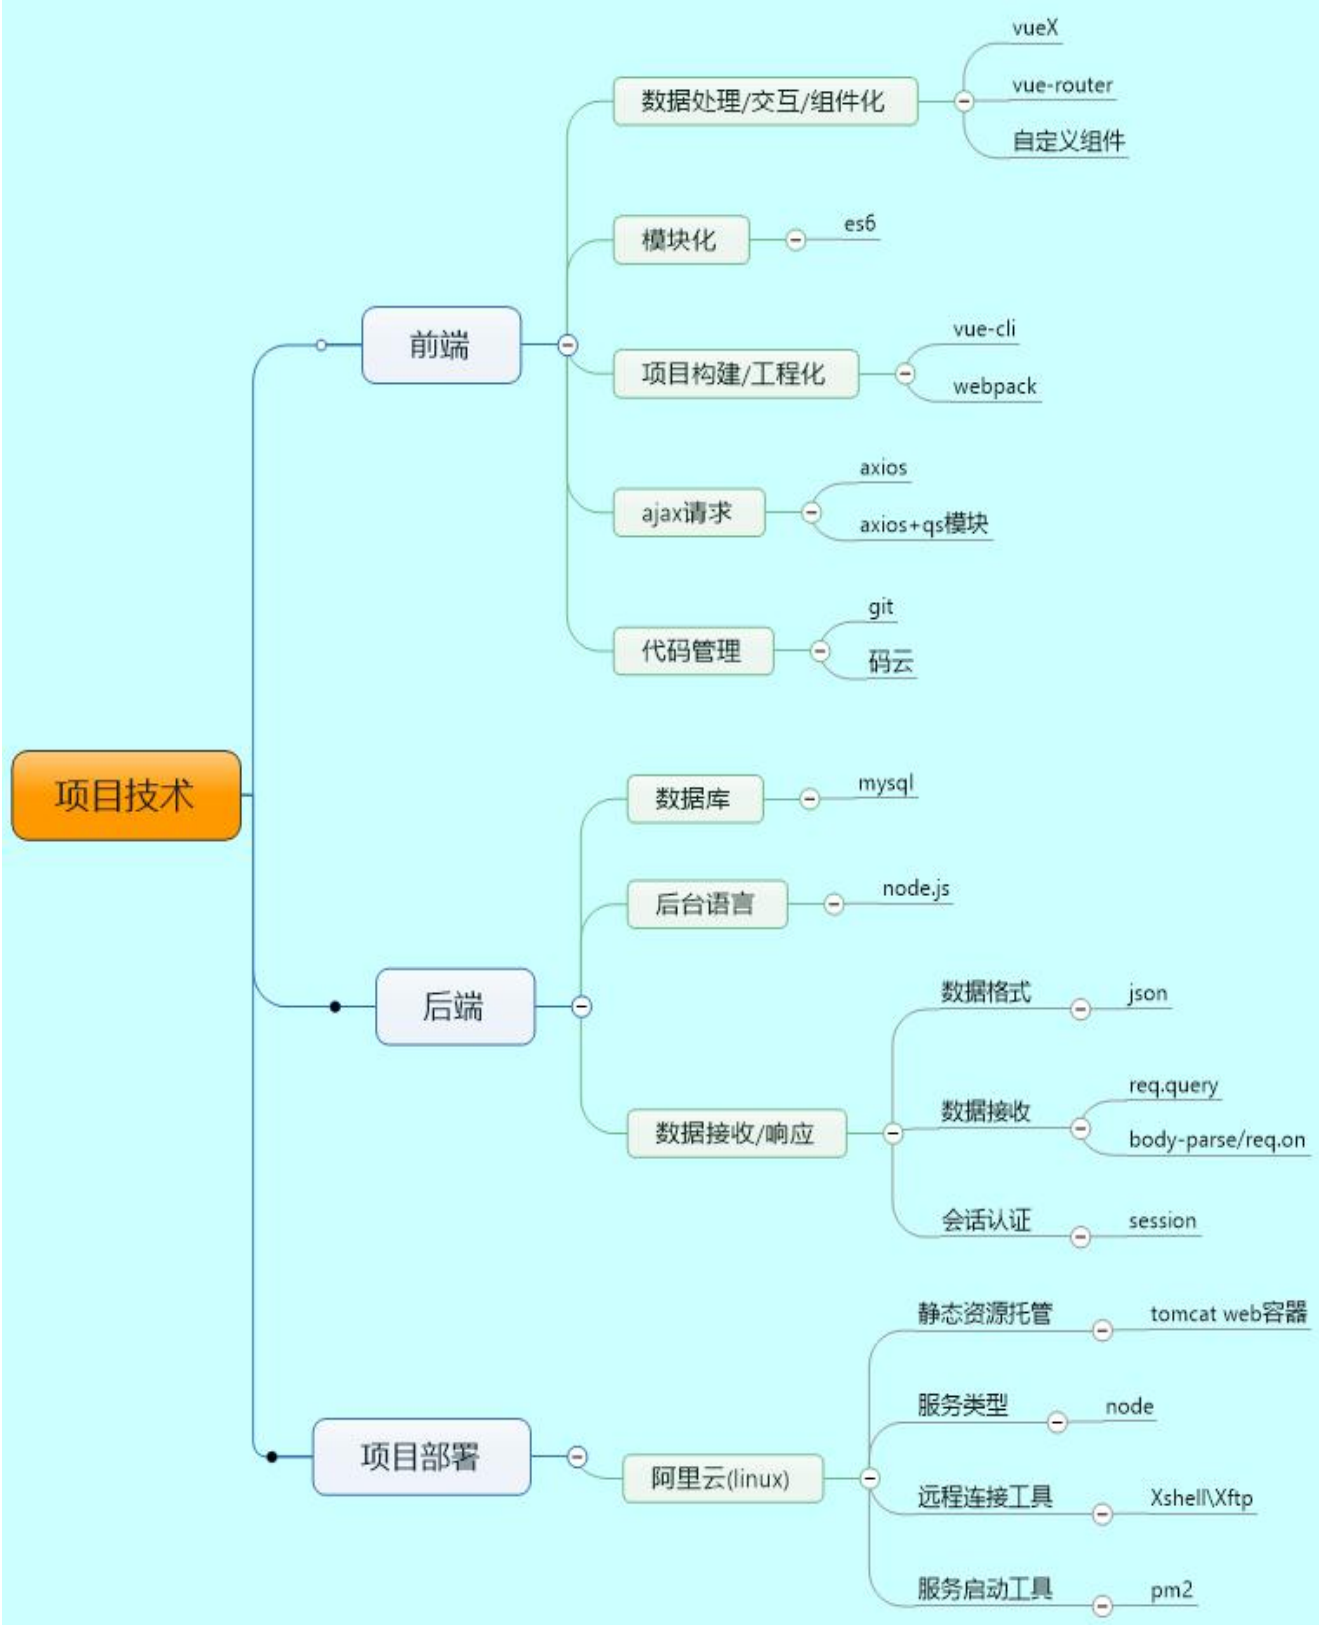 项目技术
前端
数据处理/交互/组件化
vueX
vue-router
自定义组件
模块化
es6
项目构建/工程化
vue-cli
webpack
ajax请求
axios
axios+qs模块
代码管理
git
码云
后端
数据库
mysql
后台语言
node.js
数据接收/响应
数据格式
json
数据接收
req.query
body-parse/req.on
会话认证
session
项目部署
阿里云(linux)
静态资源托管
tomcat web容器
服务类型
node
远程连接工具
Xshell\Xftp
服务启动工具
pm2